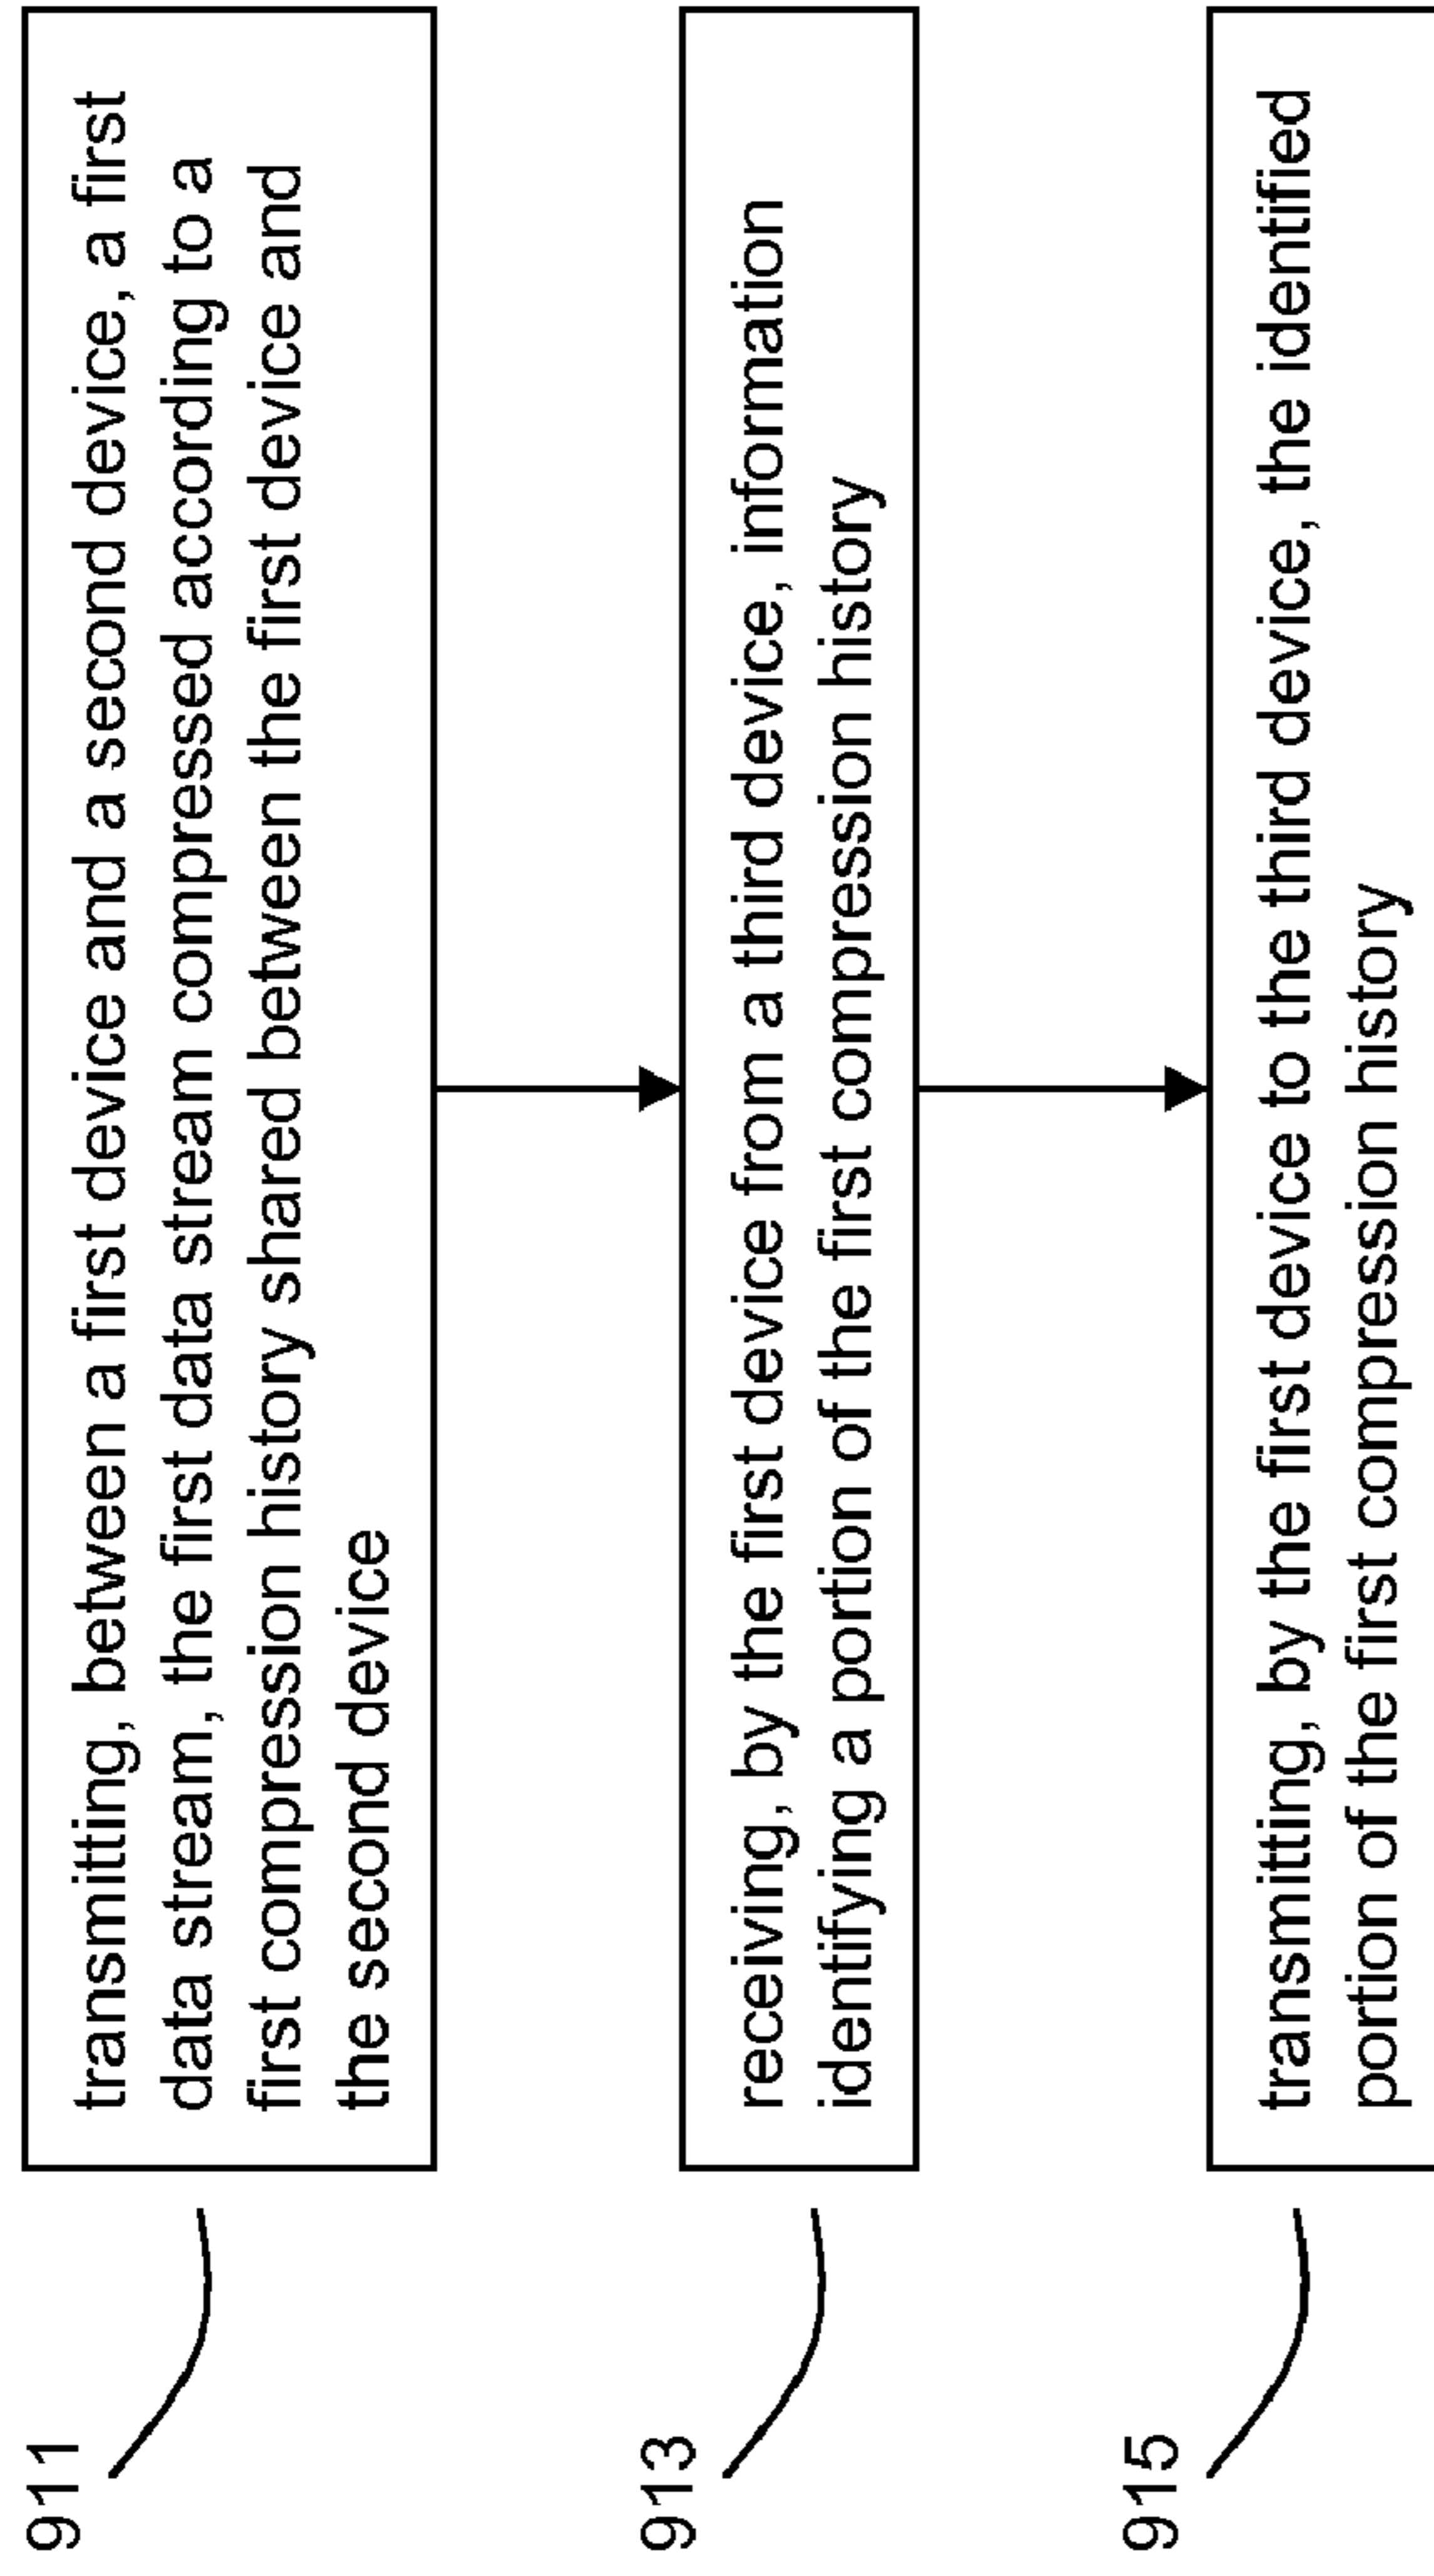 911
transmitting, between a first device and a second device, a first
data stream, the first data stream compressed according to a
first compression history shared between the first device and
the second device
913
receiving, by the first device from a third device, information
identifying a portion of the first compression history
915
transmitting, by the first device to the third device, the identified
portion of the first compression history